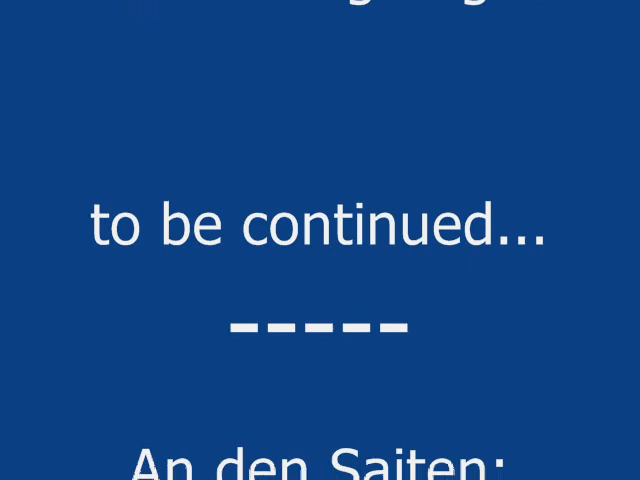 to be continued...
-----
An den Saiten: